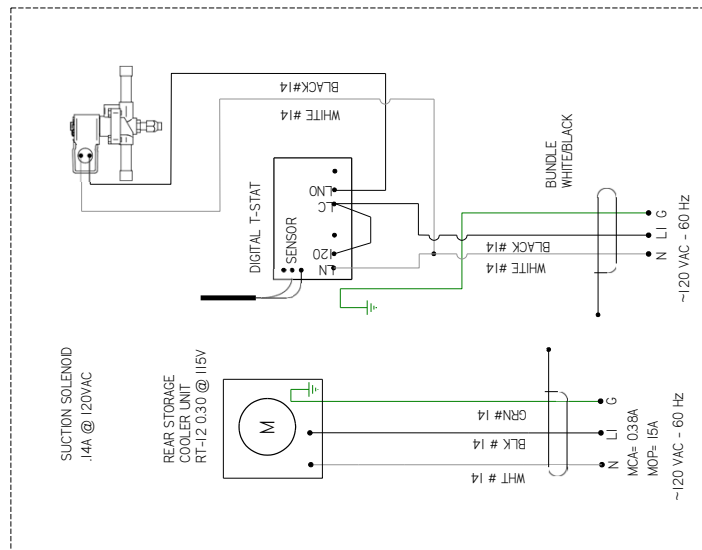 SUCTION SOLENOID
.14A @ 120VAC
BLACK#14
WHITE #14
DIGITAL T-STAT
SENSOR
LNO
LC
120
LN
BUNDLE
WHITE/BLACK
BLACK #14
WHITE #14
G
L1
N
~120 VAC - 60 Hz
REAR STORAGE
COOLER UNIT
RT-12 0.30 @ 115V
M
GRN#14
BLK # 14
WHT # 14
G
L1
N
MCA= 0.38A
MOP= 15A
~120 VAC - 60 Hz